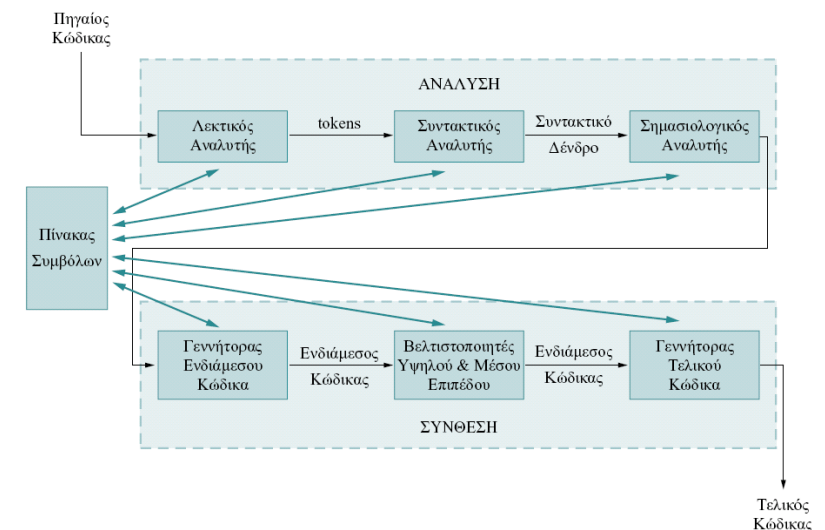 Πηγαίος
Κώδικας
ΑΝΑΛΥΣΗ
Λεκτικός
Αναλυτής
tokens
Συντακτικός
Αναλυτής
Συντακτικό
Δένδρο
Σημασιολογικός
Αναλυτής
Πίνακας
Συμβόλων
Γεννήτορας
Ενδιάμεσου
Κώδικα
Ενδιάμεσος
Κώδικας
Βελτιστοποιητές
Υψηλού & Μέσου
Επιπέδου
Ενδιάμεσος
Κώδικας
Γεννήτορας
Τελικού
Κώδικα
ΣΥΝΘΕΣΗ
Τελικός
Κώδικας